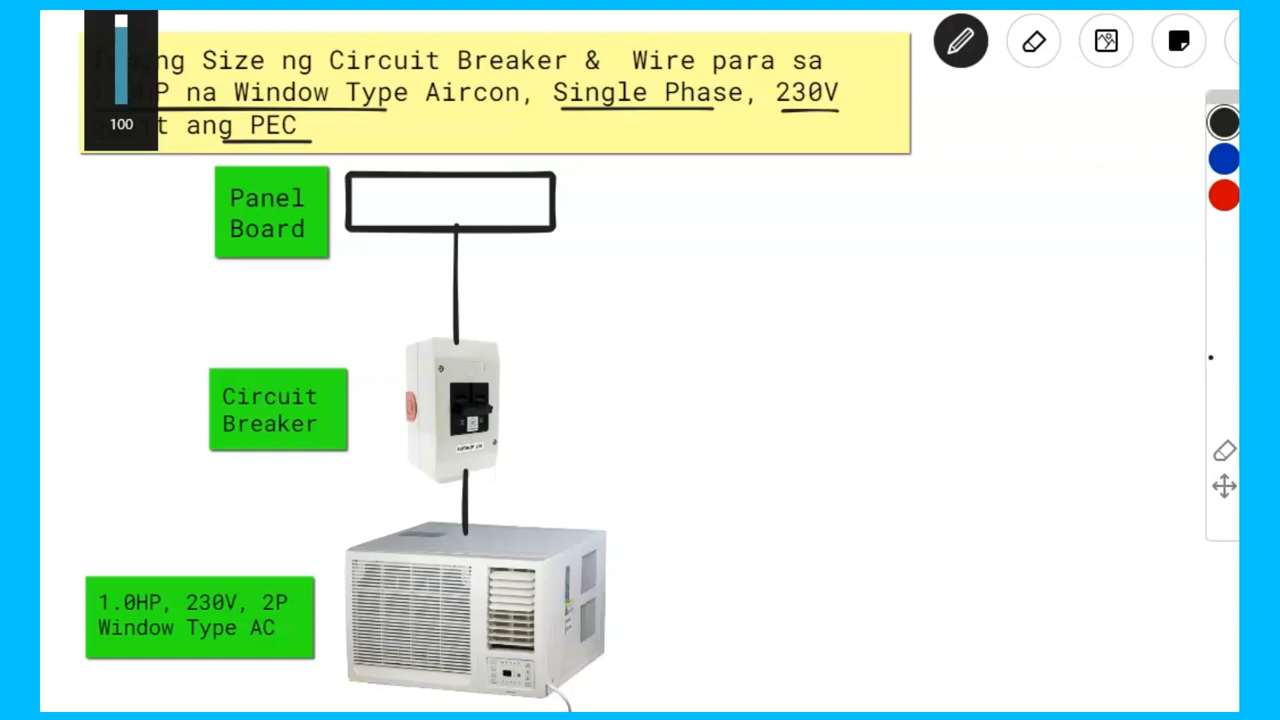 ng Size ng Circuit Breaker & Wire para sa
HP na Window Type Aircon, Single Phase, 230V
ang PEC
100
Panel
Board
Circuit
Breaker
1.0HP, 230V, 2P
Window Type AC